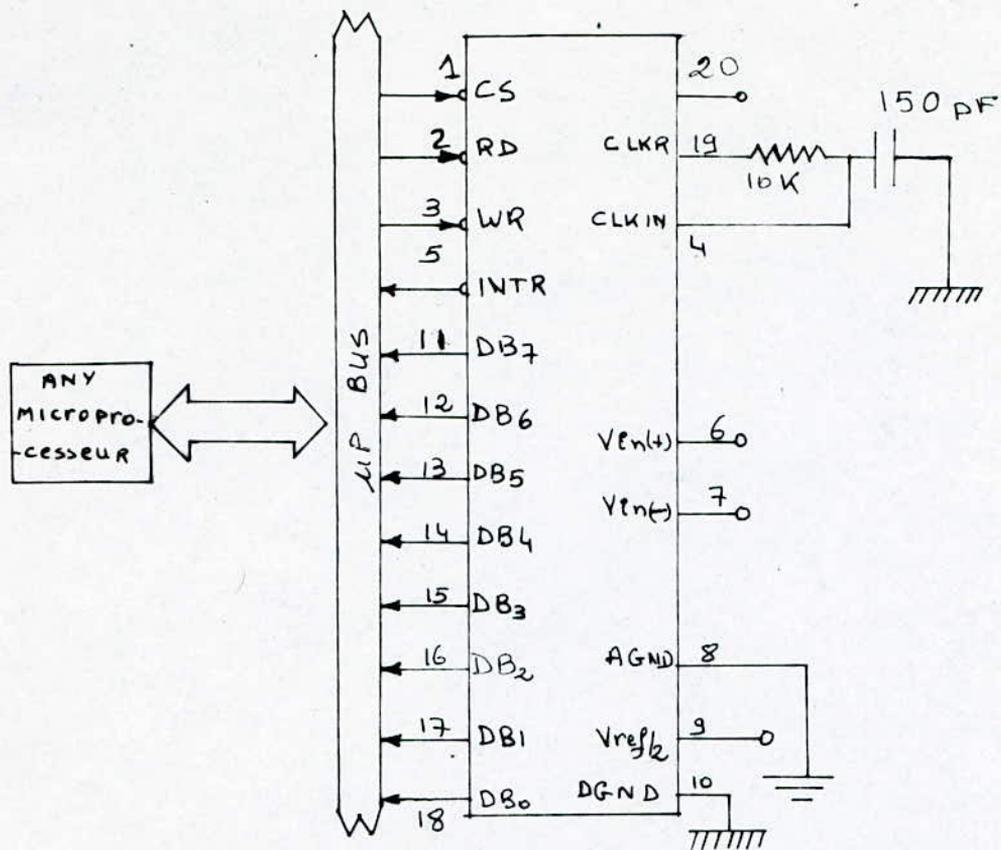 1 CS
2 RD
3 WR
5 INTR
11 DB7
12 DB6
13 DB5
14 DB4
15 DB3
16 DB2
17 DB1
18 DB0
µP BUS
ANY
MICROPRO-
-CESSEUR
20
CLKR 19
10K
150 pF
CLKIN 4
Vin(+) 6
Vin(-) 7
AGND 8
Vref/2 9
DGND 10